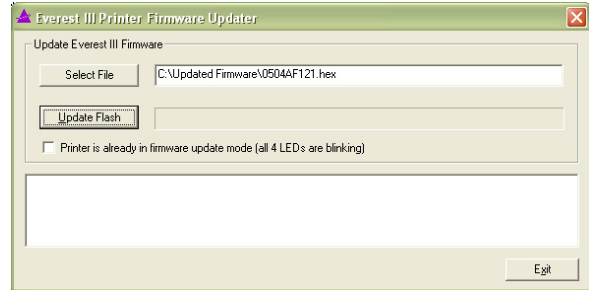 Everest III Printer Firmware Updater
Update Everest III Firmware
Select File
C:\Updated Firmware\0504AF121.hex
Update Flash
Printer is already in firmware update mode (all 4 LEDs are blinking)
Exit